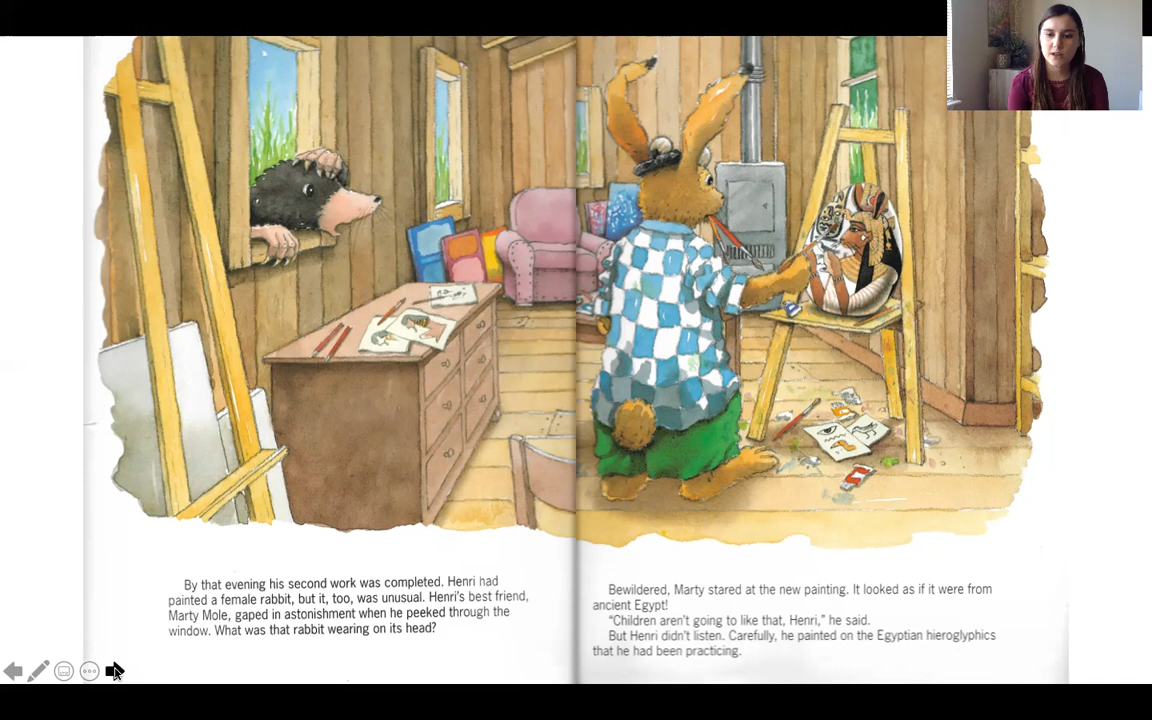 By that evening his second work was completed. Henri had
painted a female rabbit, but it, too, was unusual. Henri's best friend,
Marty Mole, gaped in astonishment when he peeked through the
window. What was that rabbit wearing on its head?
Bewildered, Marty stared at the new painting. It looked as if it were from
ancient Egypt!
"Children aren't going to like that, Henri," he said.
But Henri didn't listen. Carefully, he painted on the Egyptian hieroglyphics
that he had been practicing.